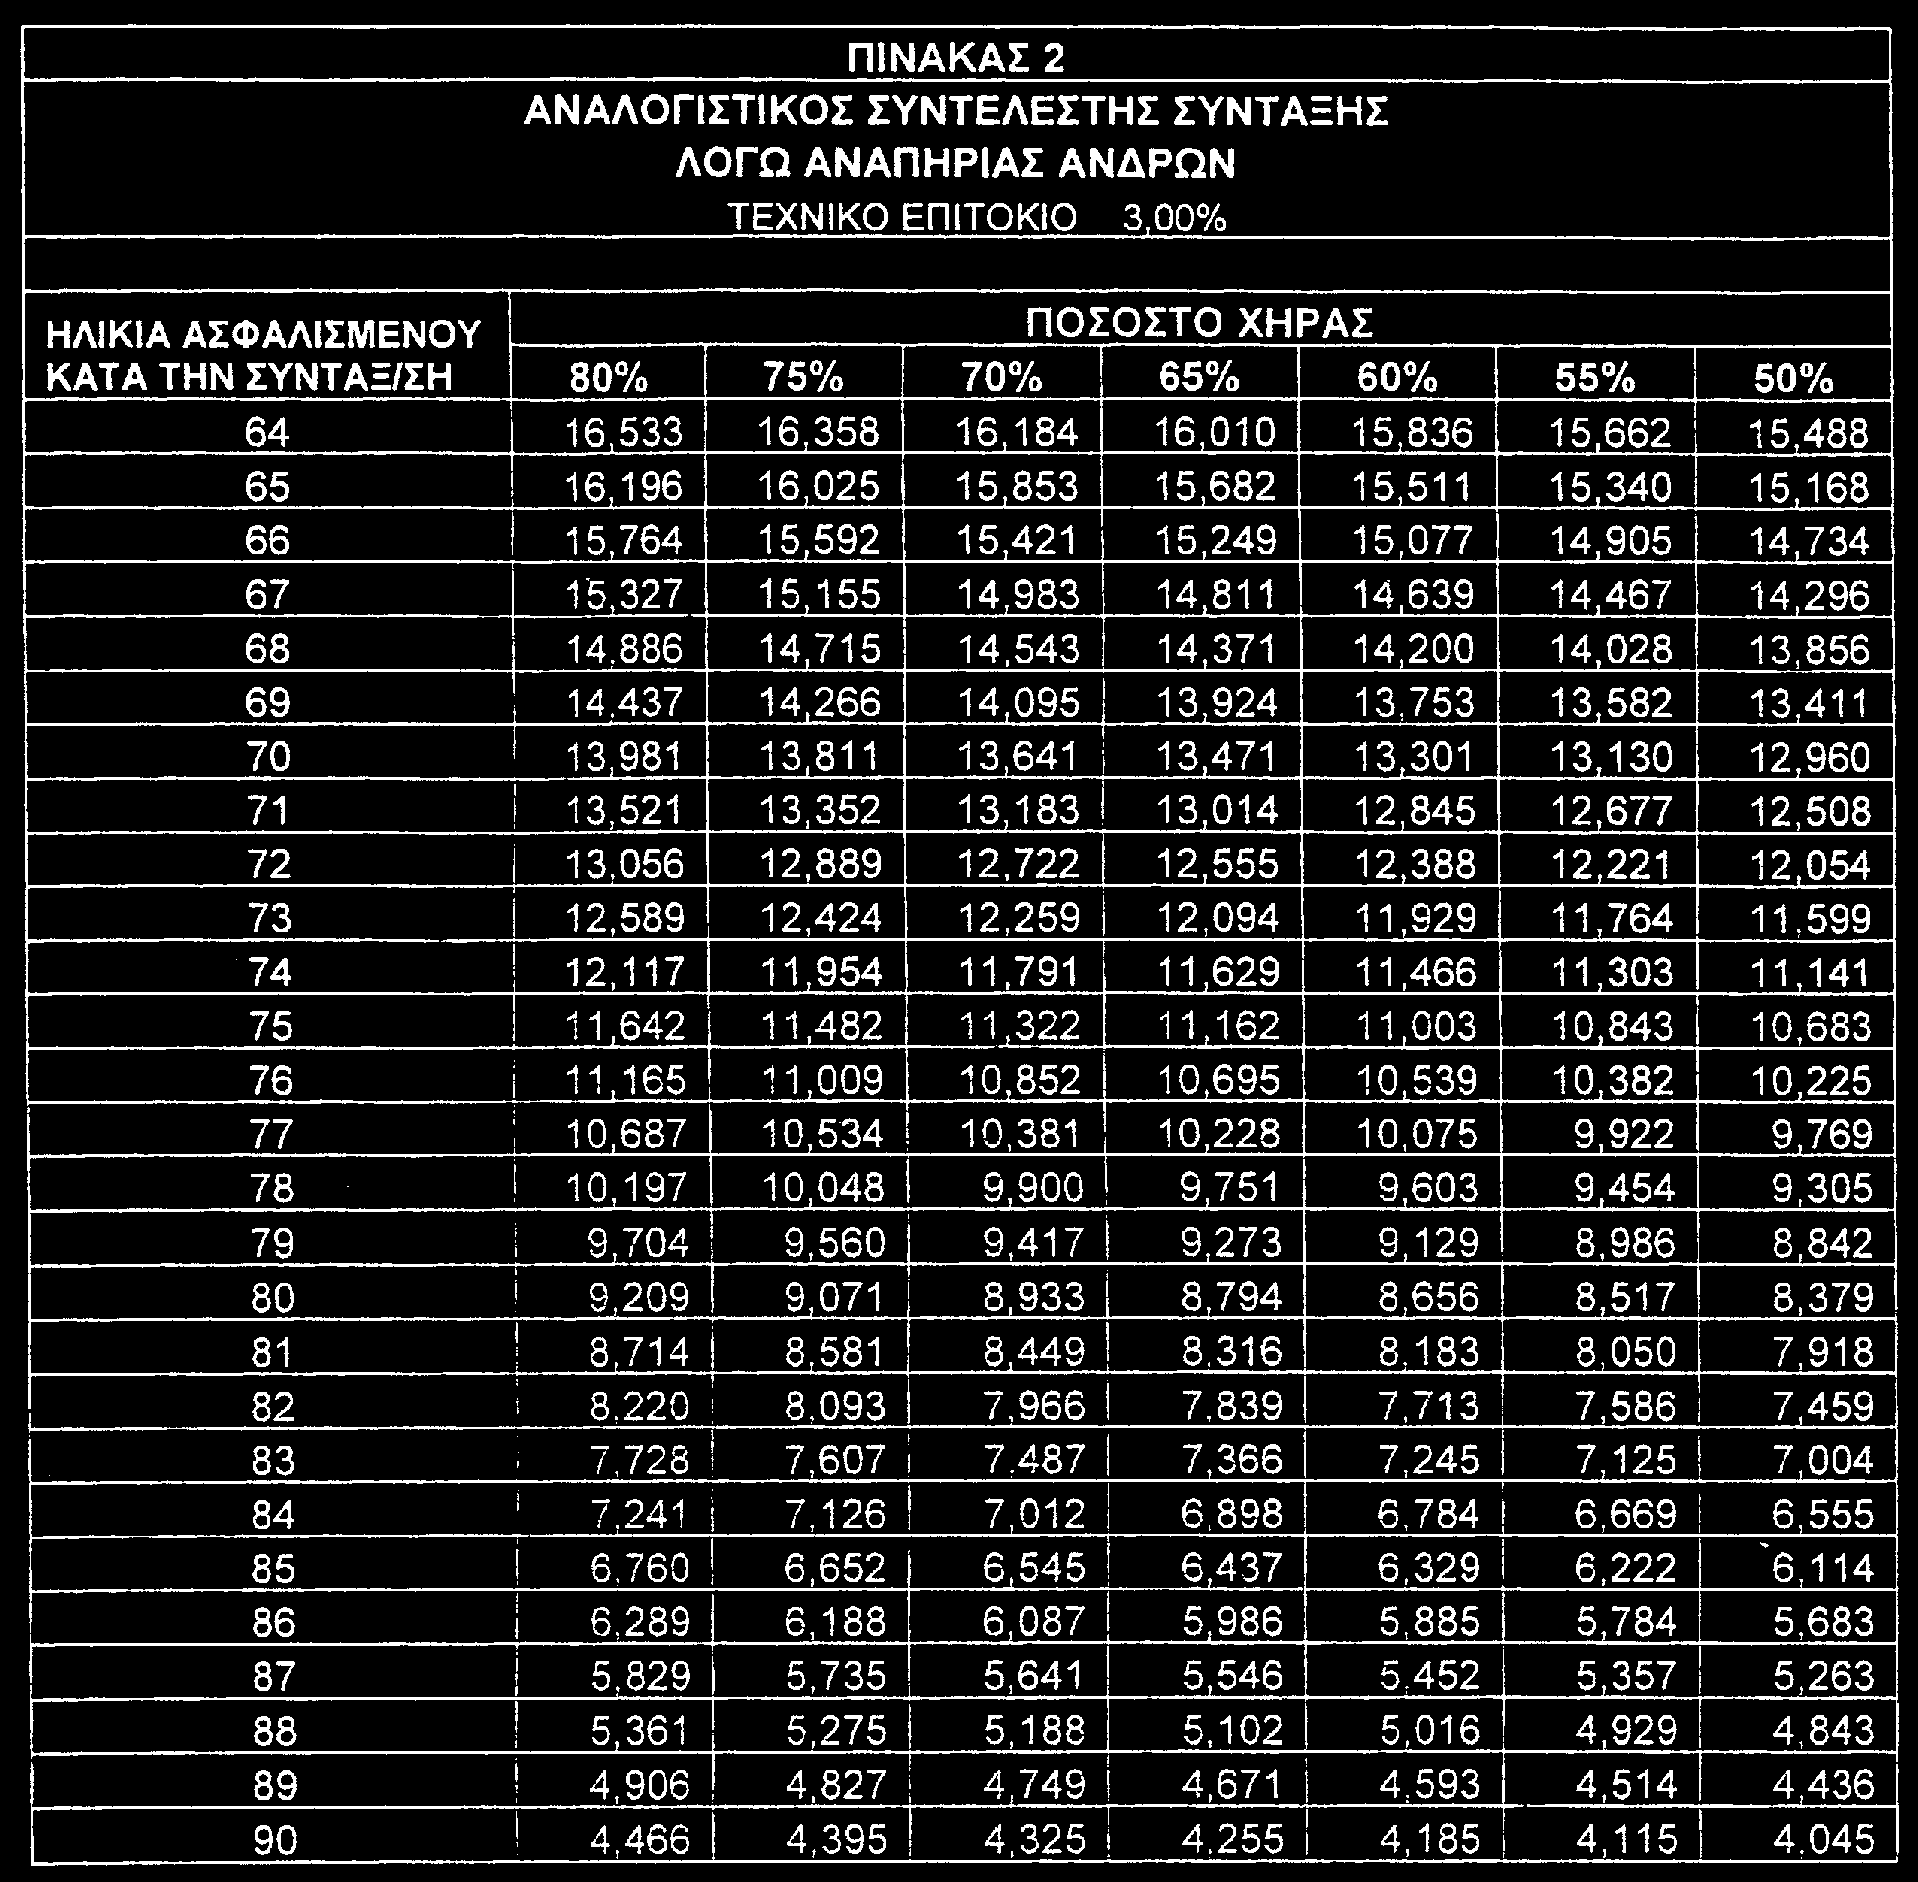 ΠΙΝΑΚΑΣ 2
ΑΝΑΛΟΓΙΣΤΙΚΟΣ ΣΥΝΤΕΛΕΣΤΗΣ ΣΥΝΤΑΞΗΣ
ΛΟΓΩ ΑΝΑΠΗΡΙΑΣ ΑΝΔΡΩΝ
ΤΕΧΝΙΚΟ ΕΠΙΤΟΚΙΟ 3,00%
ΗΛΙΚΙΑ ΑΣΦΑΛΙΣΜΕΝΟΥ
ΚΑΤΑ ΤΗΝ ΣΥΝΤΑΞ/ΣΗ
ΠΟΣΟΣΤΟ ΧΗΡΑΣ
80% 75% 70% 65% 60% 55% 50%
64 16,533 16,358 16,184 16,010 15,836 15,662 15,488
65 16,196 16,025 15,853 15,682 15,511 15,340 15,168
66 15,764 15,592 15,421 15,249 15,077 14,905 14,734
67 15,327 15,155 14,983 14,811 14,639 14,467 14,296
68 14,886 14,715 14,543 14,371 14,200 14,028 13,856
69 14,437 14,266 14,095 13,924 13,753 13,582 13,411
70 13,981 13,811 13,641 13,471 13,301 13,130 12,960
71 13,521 13,352 13,183 13,014 12,845 12,677 12,508
72 13,056 12,889 12,722 12,555 12,388 12,221 12,054
73 12,589 12,424 12,259 12,094 11,929 11,764 11,599
74 12,117 11,954 11,791 11,629 11,466 11,303 11,141
75 11,642 11,482 11,322 11,162 11,003 10,843 10,683
76 11,165 11,009 10,852 10,695 10,539 10,382 10,225
77 10,687 10,534 10,381 10,228 10,075 9,922 9,769
78 10,197 10,048 9,900 9,751 9,603 9,454 9,305
79 9,704 9,560 9,417 9,273 9,129 8,986 8,842
80 9,209 9,071 8,933 8,794 8,656 8,517 8,379
81 8,714 8,581 8,449 8,316 8,183 8,050 7,918
82 8,220 8,093 7,966 7,839 7,713 7,586 7,459
83 7,728 7,607 7,487 7,366 7,245 7,125 7,004
84 7,241 7,126 7,012 6,898 6,784 6,669 6,555
85 6,760 6,652 6,545 6,437 6,329 6,222 6,114
86 6,289 6,188 6,087 5,986 5,885 5,784 5,683
87 5,829 5,735 5,641 5,546 5,452 5,357 5,263
88 5,361 5,275 5,188 5,102 5,016 4,929 4,843
89 4,906 4,827 4,749 4,671 4,593 4,514 4,436
90 4,466 4,395 4,325 4,255 4,185 4,115 4,045